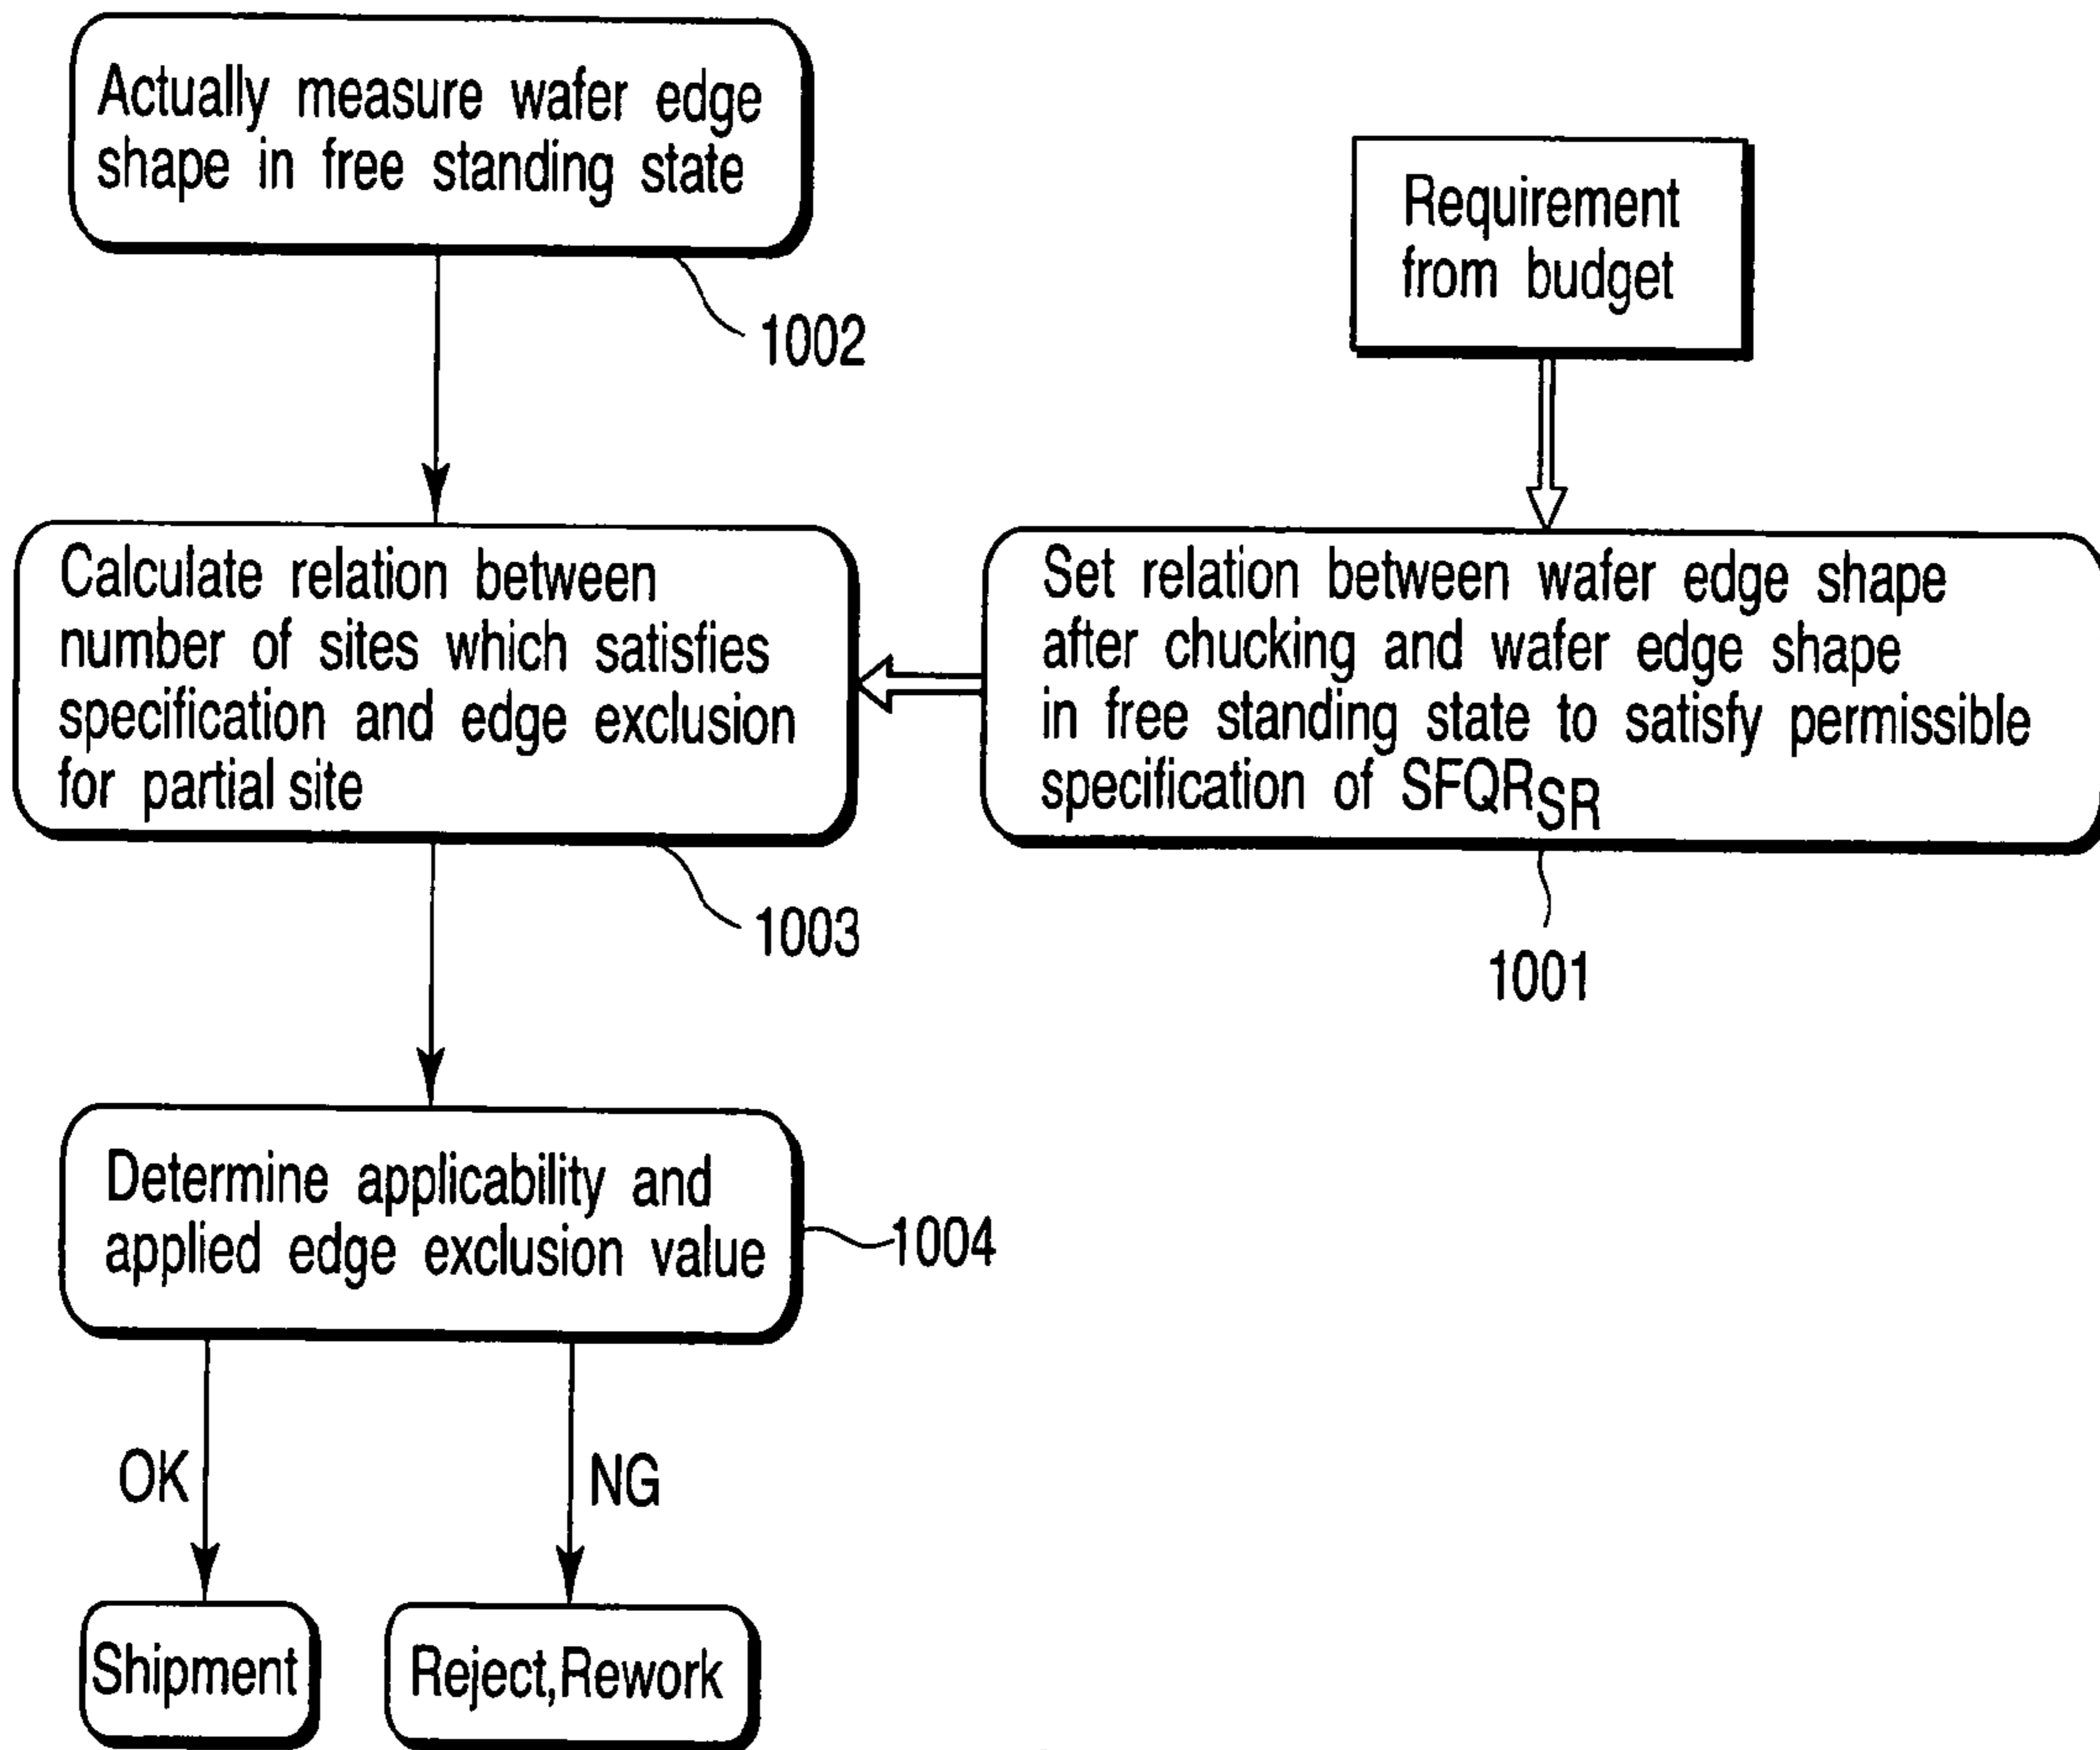 Actually measure wafer edge
shape in free standing state
1002
Requirement
from budget
Calculate relation between
number of sites which satisfies
specification and edge exclusion
for partial site
1003
Set relation between wafer edge shape
after chucking and wafer edge shape
in free standing state to satisfy permissible
specification of SFQRSR
1001
Determine applicability and
applied edge exclusion value
1004
OK
NG
Shipment
Reject,Rework